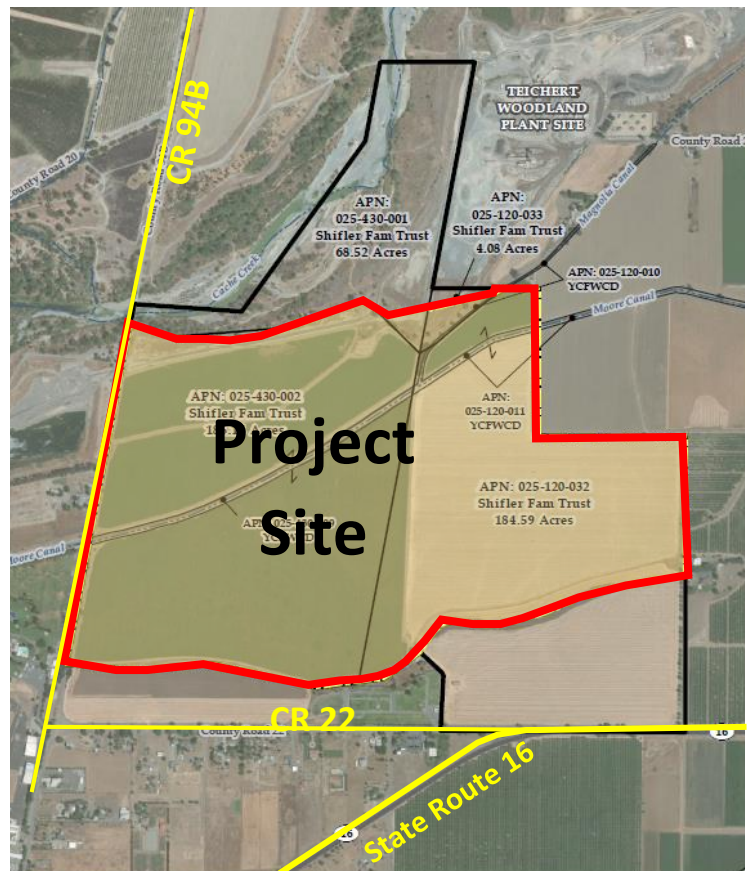 CR 94B
TEICHERT
WOODLAND
PLANT SITE
County Road
County Road 20
Magnolia Canal
APN:
025-430-001
Shifler Fam Trust
68.52 Acres
APN:
025-120-033
Shifler Fam Trust
4.08 Acres
APN: 025-120-010
YCFWCD
Cache Creek
Moore Canal
APN: 025-430-002
Shifler Fam Trust
Acres
APN:
025-120-011
YCFWCD
Project
Site
APN: 025-120-032
Shifler Fam Trust
184.59 Acres
APN:
Moore Canal
CR 22
County Road 22
16
State Route 16
16